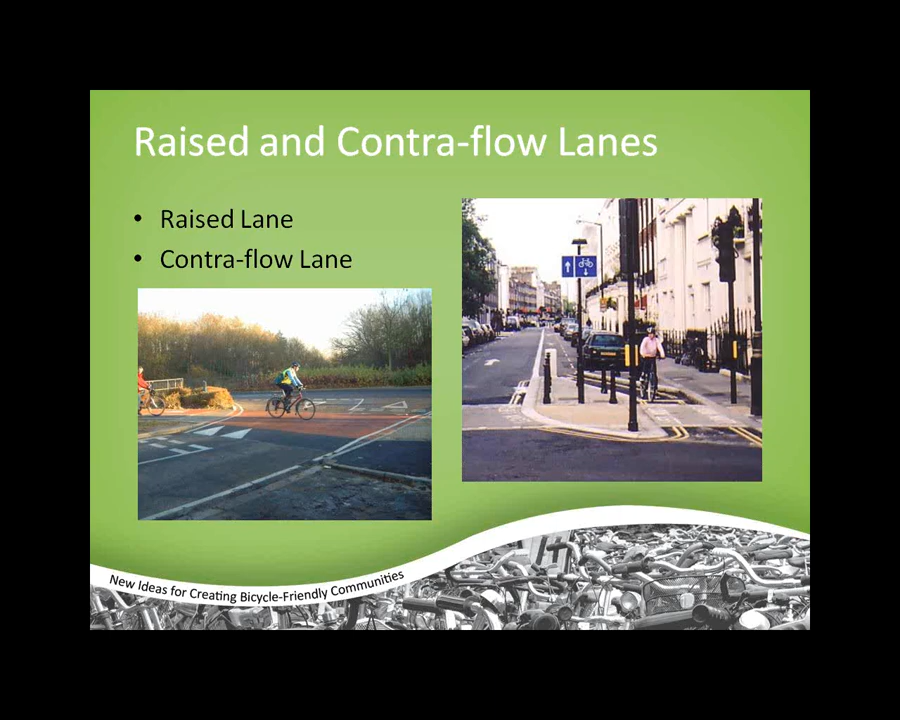 Raised and Contra-flow Lanes
• Raised Lane
• Contra-flow Lane
New Ideas for Creating Bicycle-Friendly Communities